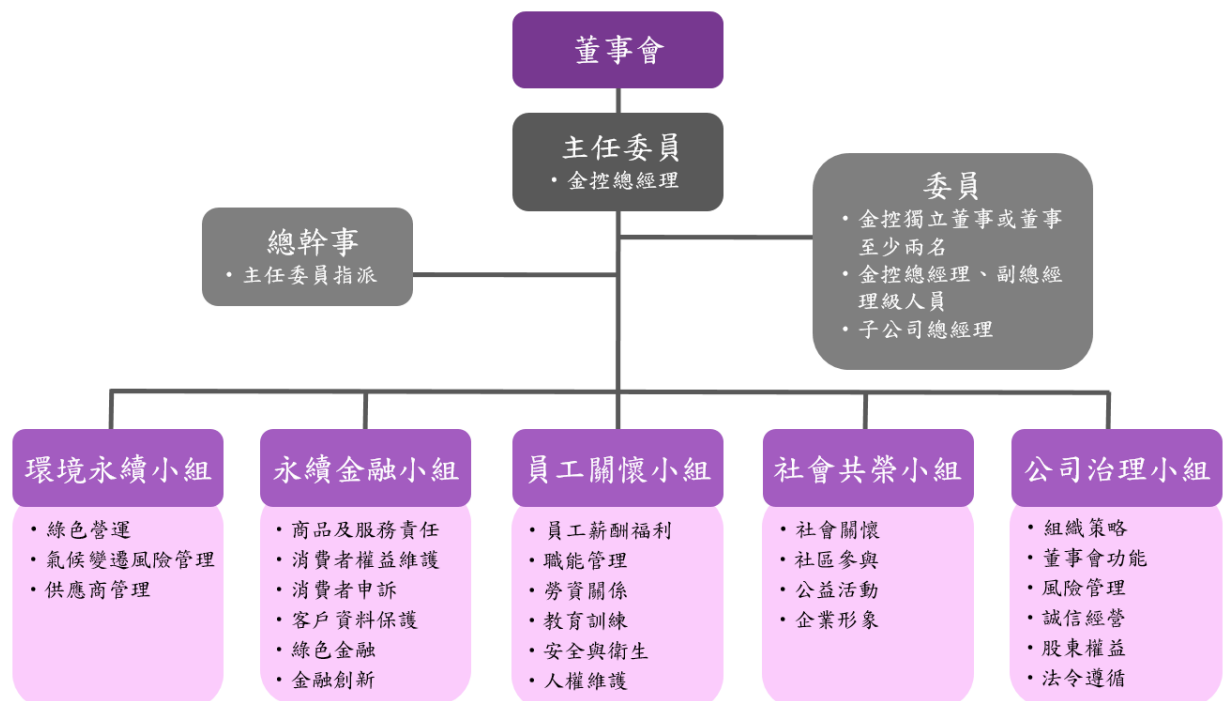 董事會
主任委員
・金控總經理
委員
・金控獨立董事或董事
至少兩名
・金控總經理、副總經
理級人員
・子公司總經理
總幹事
・主任委員指派
環境永續小組
・綠色營運
・氣候變遷風險管理
・供應商管理
永續金融小組
・商品及服務責任
・消費者權益維護
・消費者申訴
・客戶資料保護
・綠色金融
・金融創新
員工關懷小組
・員工薪酬福利
・職能管理
・勞資關係
・教育訓練
・安全與衛生
・人權維護
社會共榮小組
・社會關懷
・社區參與
・公益活動
・企業形象
公司治理小組
・組織策略
・董事會功能
・風險管理
・誠信經營
・股東權益
・法令遵循